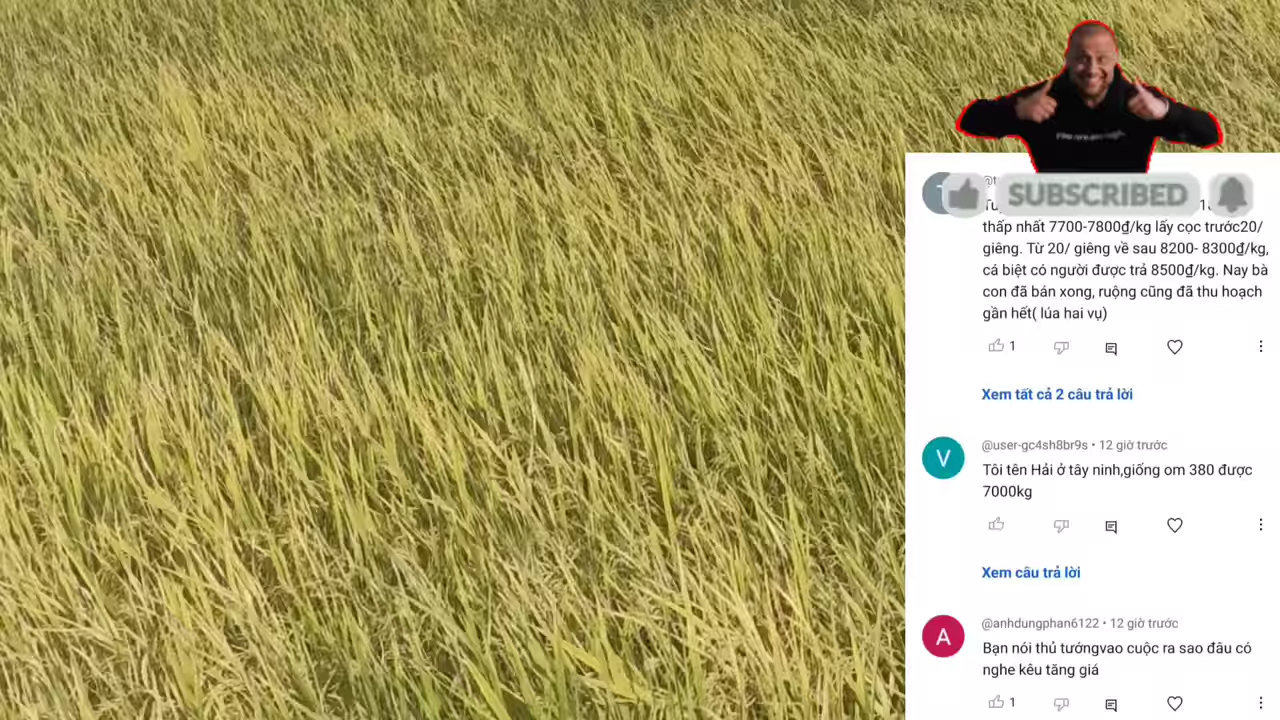 SUBSCRIBED
thấp nhất 7700-7800₫/kg lấy cọc trước20/
giêng. Từ 20/ giêng về sau 8200- 8300₫/kg,
cá biệt có người được trả 8500₫/kg. Nay bà
con đã bán xong, ruộng cũng đã thu hoạch
gần hết( lúa hai vụ)
1
Xem tất cả 2 câu trả lời
V
@user-gc4sh8br9s • 12 giờ trước
Tôi tên Hải ở tây ninh,giống om 380 được
7000kg
Xem câu trả lời
A
@anhdungphan6122 • 12 giờ trước
Bạn nói thủ tướngvao cuộc ra sao đâu có
nghe kêu tăng giá
1